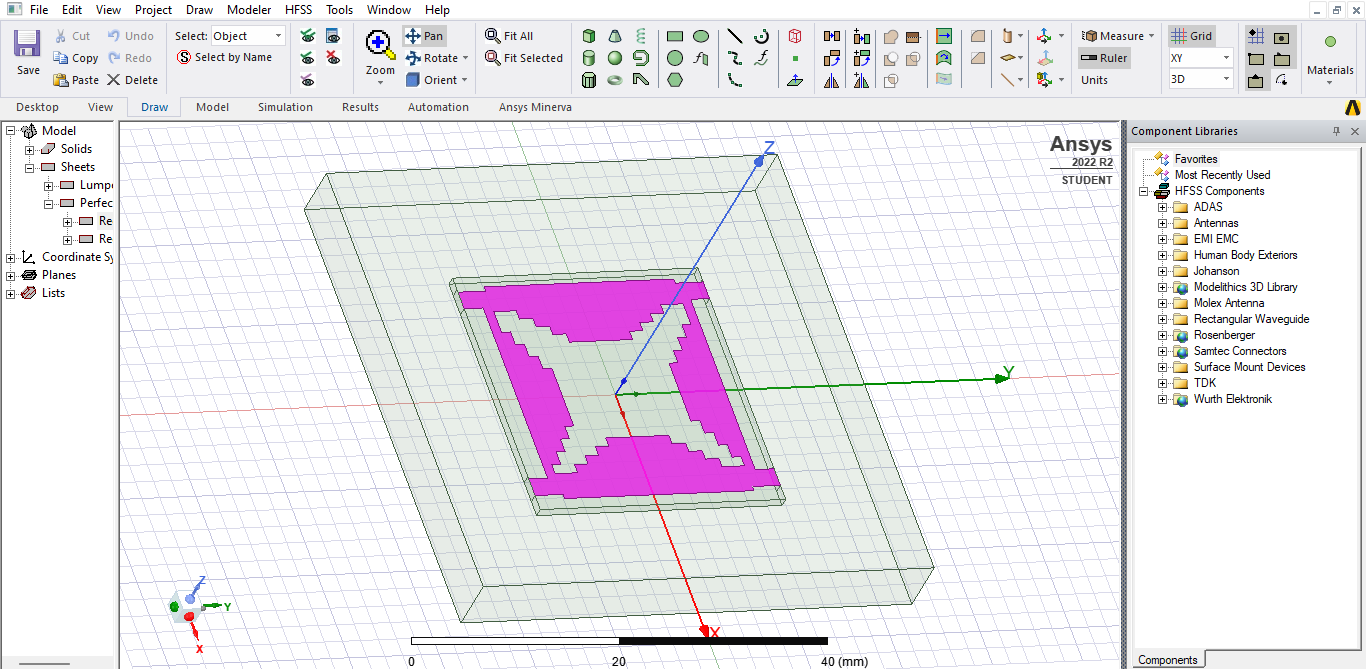 File Edit View Project Draw Modeler HFSS Tools Window Help
Save
Cut
Copy
Paste
Undo
Redo
Delete
Select: Object
Select by Name
Zoom
Pan
Rotate
Orient
Fit All
Fit Selected
Measure
Ruler
Units
Grid
XY
3D
Materials
Desktop View Draw Model Simulation Results Automation Ansys Minerva
Model
Solids
Sheets
Lump
Perfec
Re
Re
Coordinate Sy
Planes
Lists
Ansys
2022 R2
STUDENT
Z
Y
X
Z
Y
X
0 20 40 (mm)
Component Libraries
Favorites
Most Recently Used
HFSS Components
ADAS
Antennas
EMI EMC
Human Body Exteriors
Johanson
Modelithics 3D Library
Molex Antenna
Rectangular Waveguide
Rosenberger
Samtec Connectors
Surface Mount Devices
TDK
Wurth Elektronik
Components